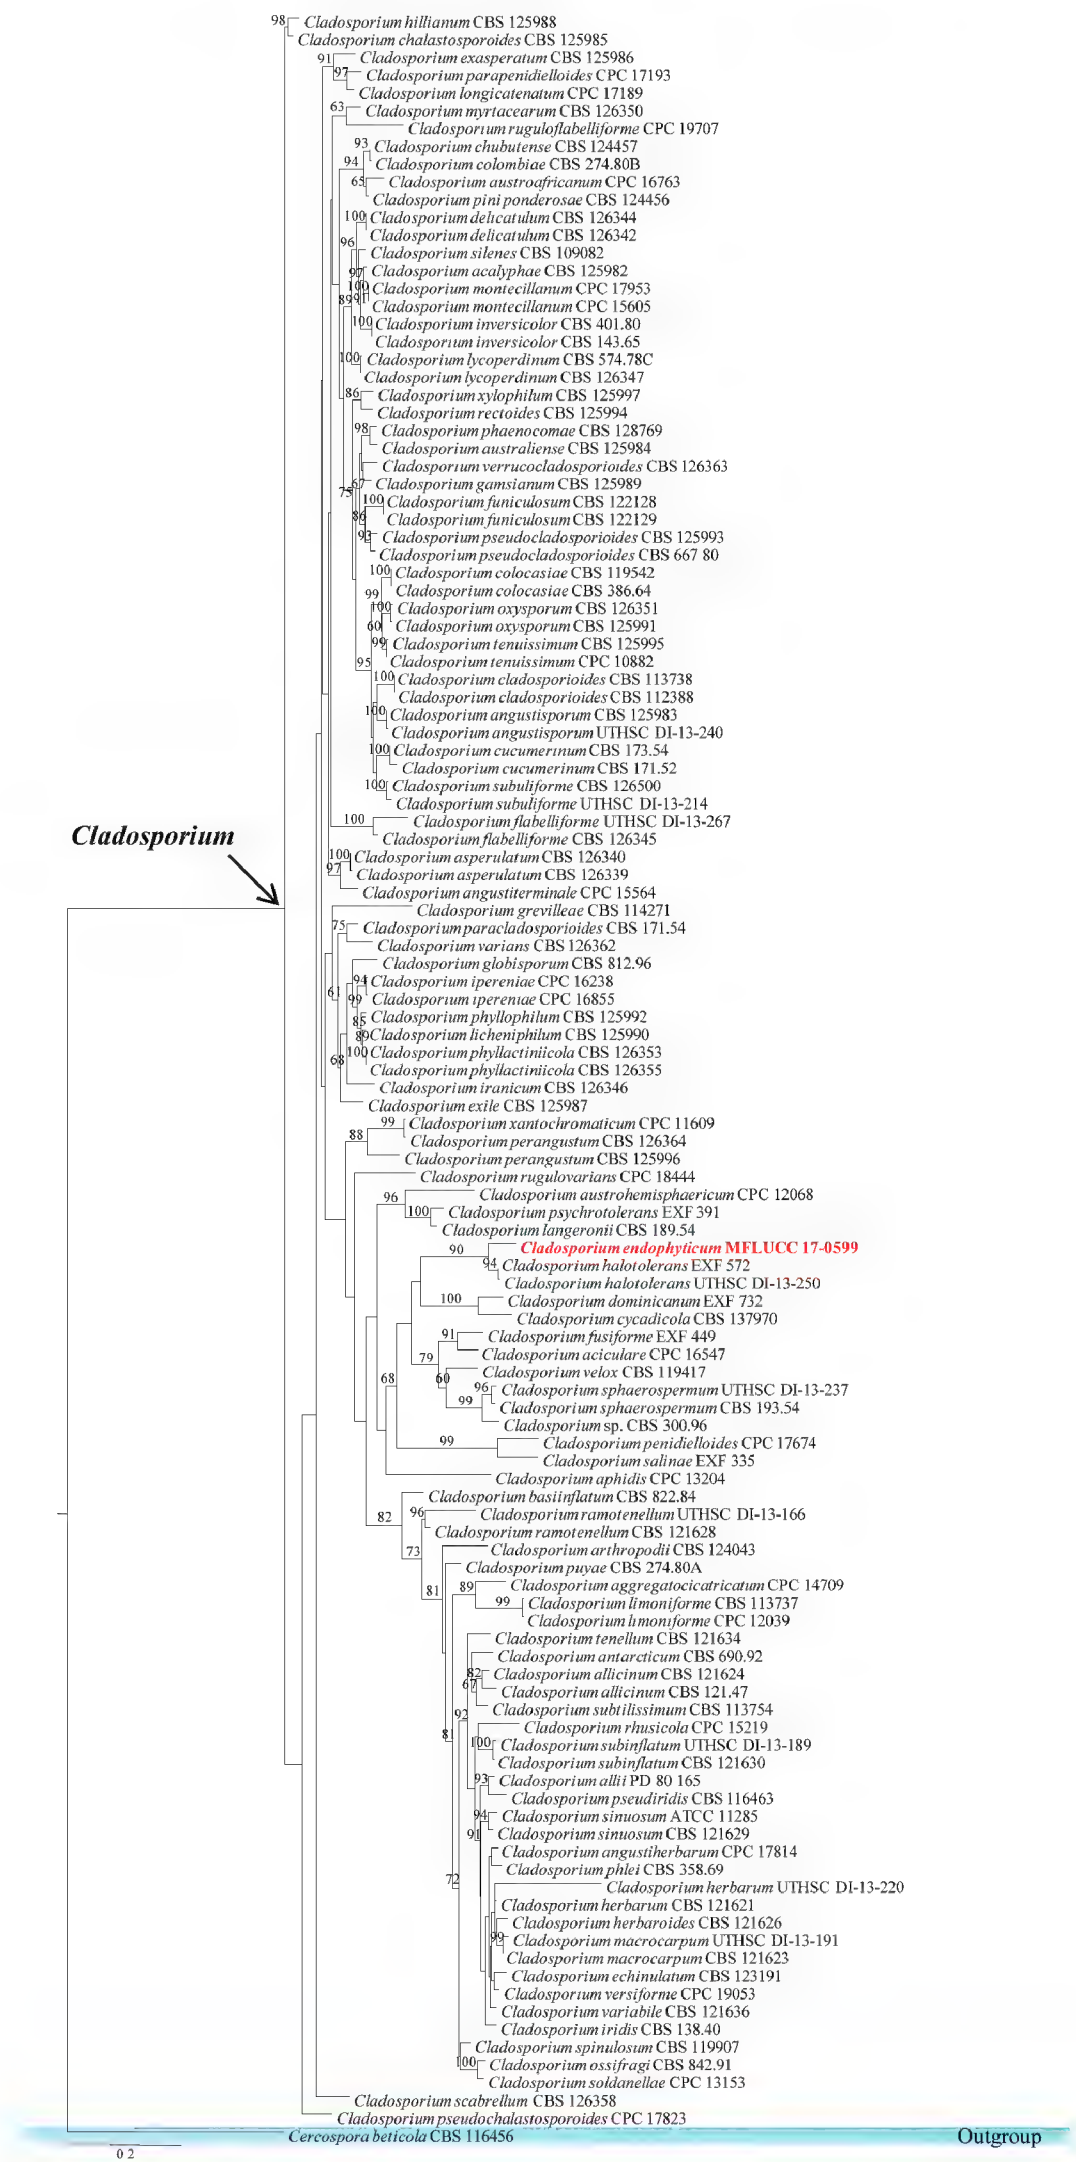 98 Cladosporium hillianum CBS 125988
Cladosporium chalastosporoides CBS 125985
91 Cladosporium exasperatum CBS 125986
97 Cladosporium parapenidielloides CPC 17193
Cladosporium longicatenatum CPC 17189
63 Cladosporium myrtacearum CBS 126350
Cladosporium ruguloflabelliforme CPC 19707
93 Cladosporium chubutense CBS 124457
94 Cladosporium colombiae CBS 274.80B
65 Cladosporium austroafricanum CPC 16763
Cladosporium pini ponderosae CBS 124456
100 Cladosporium delicatulum CBS 126344
Cladosporium delicatulum CBS 126342
96 Cladosporium silenes CBS 109082
97 Cladosporium acalyphae CBS 125982
100 Cladosporium montecillanum CPC 17953
89 91 Cladosporium montecillanum CPC 15605
100 Cladosporium inversicolor CBS 401.80
Cladosporium inversicolor CBS 143.65
100 Cladosporium lycoperdinum CBS 574.78C
Cladosporium lycoperdinum CBS 126347
86 Cladosporium xylophilum CBS 125997
Cladosporium rectoides CBS 125994
98 Cladosporium phaenocomae CBS 128769
Cladosporium australiense CBS 125984
Cladosporium verrucocladosporioides CBS 126363
67 Cladosporium gamsianum CBS 125989
75 100 Cladosporium funiculosum CBS 122128
86 Cladosporium funiculosum CBS 122129
93 Cladosporium pseudocladosporioides CBS 125993
Cladosporium pseudocladosporioides CBS 667 80
100 Cladosporium colocasiae CBS 119542
99 Cladosporium colocasiae CBS 386.64
100 Cladosporium oxysporum CBS 126351
60 Cladosporium oxysporum CBS 125991
99 Cladosporium tenuissimum CBS 125995
95 Cladosporium tenuissimum CPC 10882
100 Cladosporium cladosporioides CBS 113738
Cladosporium cladosporioides CBS 112388
100 Cladosporium angustisporum CBS 125983
Cladosporium angustisporum UTHSC DI-13-240
100 Cladosporium cucumerinum CBS 173.54
Cladosporium cucumerinum CBS 171.52
100 Cladosporium subuliforme CBS 126500
Cladosporium subuliforme UTHSC DI-13-214
100 Cladosporium flabelliforme UTHSC DI-13-267
Cladosporium
Cladosporium flabelliforme CBS 126345
100 Cladosporium asperulatum CBS 126340
97 Cladosporium asperulatum CBS 126339
Cladosporium angustiterminale CPC 15564
Cladosporium grevilleae CBS 114271
75 Cladosporium paracladosporioides CBS 171.54
Cladosporium varians CBS 126362
Cladosporium globisporum CBS 812.96
94 Cladosporium ipereniae CPC 16238
61 99 Cladosporium ipereniae CPC 16855
85 Cladosporium phyllophilum CBS 125992
89 Cladosporium licheniphilum CBS 125990
100 Cladosporium phyllactiniicola CBS 126353
68 Cladosporium phyllactiniicola CBS 126355
Cladosporium iranicum CBS 126346
Cladosporium exile CBS 125987
99 Cladosporium xantochromaticum CPC 11609
88 Cladosporium perangustum CBS 126364
Cladosporium perangustum CBS 125996
Cladosporium rugulovarians CPC 18444
96 Cladosporium austrohemisphaericum CPC 12068
100 Cladosporium psychrotolerans EXF 391
Cladosporium langeronii CBS 189.54
90 Cladosporium endophyticum MFLUCC 17-0599
94 Cladosporium halotolerans EXF 572
Cladosporium halotolerans UTHSC DI-13-250
100 Cladosporium dominicanum EXF 732
Cladosporium cycadicola CBS 137970
91 Cladosporium fusiforme EXF 449
79 Cladosporium aciculare CPC 16547
68 60 Cladosporium velox CBS 119417
96 Cladosporium sphaerospermum UTHSC DI-13-237
99 Cladosporium sphaerospermum CBS 193.54
Cladosporium sp. CBS 300.96
99 Cladosporium penidielloides CPC 17674
Cladosporium salinae EXF 335
Cladosporium aphidis CPC 13204
Cladosporium basiinflatum CBS 822.84
82 96 Cladosporium ramotenellum UTHSC DI-13-166
Cladosporium ramotenellum CBS 121628
73 Cladosporium arthropodii CBS 124043
Cladosporium puyae CBS 274.80A
81 89 Cladosporium aggregatocicatricatum CPC 14709
99 Cladosporium limoniforme CBS 113737
Cladosporium limoniforme CPC 12039
Cladosporium tenellum CBS 121634
Cladosporium antarcticum CBS 690.92
82 Cladosporium allicinum CBS 121624
67 Cladosporium allicinum CBS 121.47
92 Cladosporium subtilissimum CBS 113754
Cladosporium rhusicola CPC 15219
81 100 Cladosporium subinflatum UTHSC DI-13-189
Cladosporium subinflatum CBS 121630
93 Cladosporium allii PD 80 165
Cladosporium pseudiridis CBS 116463
94 Cladosporium sinuosum ATCC 11285
91 Cladosporium sinuosum CBS 121629
Cladosporium angustiherbarum CPC 17814
72 Cladosporium phlei CBS 358.69
Cladosporium herbarum UTHSC DI-13-220
Cladosporium herbarum CBS 121621
Cladosporium herbaroides CBS 121626
99 Cladosporium macrocarpum UTHSC DI-13-191
Cladosporium macrocarpum CBS 121623
Cladosporium echinulatum CBS 123191
Cladosporium versiforme CPC 19053
Cladosporium variabile CBS 121636
Cladosporium iridis CBS 138.40
Cladosporium spinulosum CBS 119907
100 Cladosporium ossifragi CBS 842.91
Cladosporium soldanellae CPC 13153
Cladosporium scabrellum CBS 126358
Cladosporium pseudochalastosporoides CPC 17823
Cercospora beticola CBS 116456 Outgroup
0 2